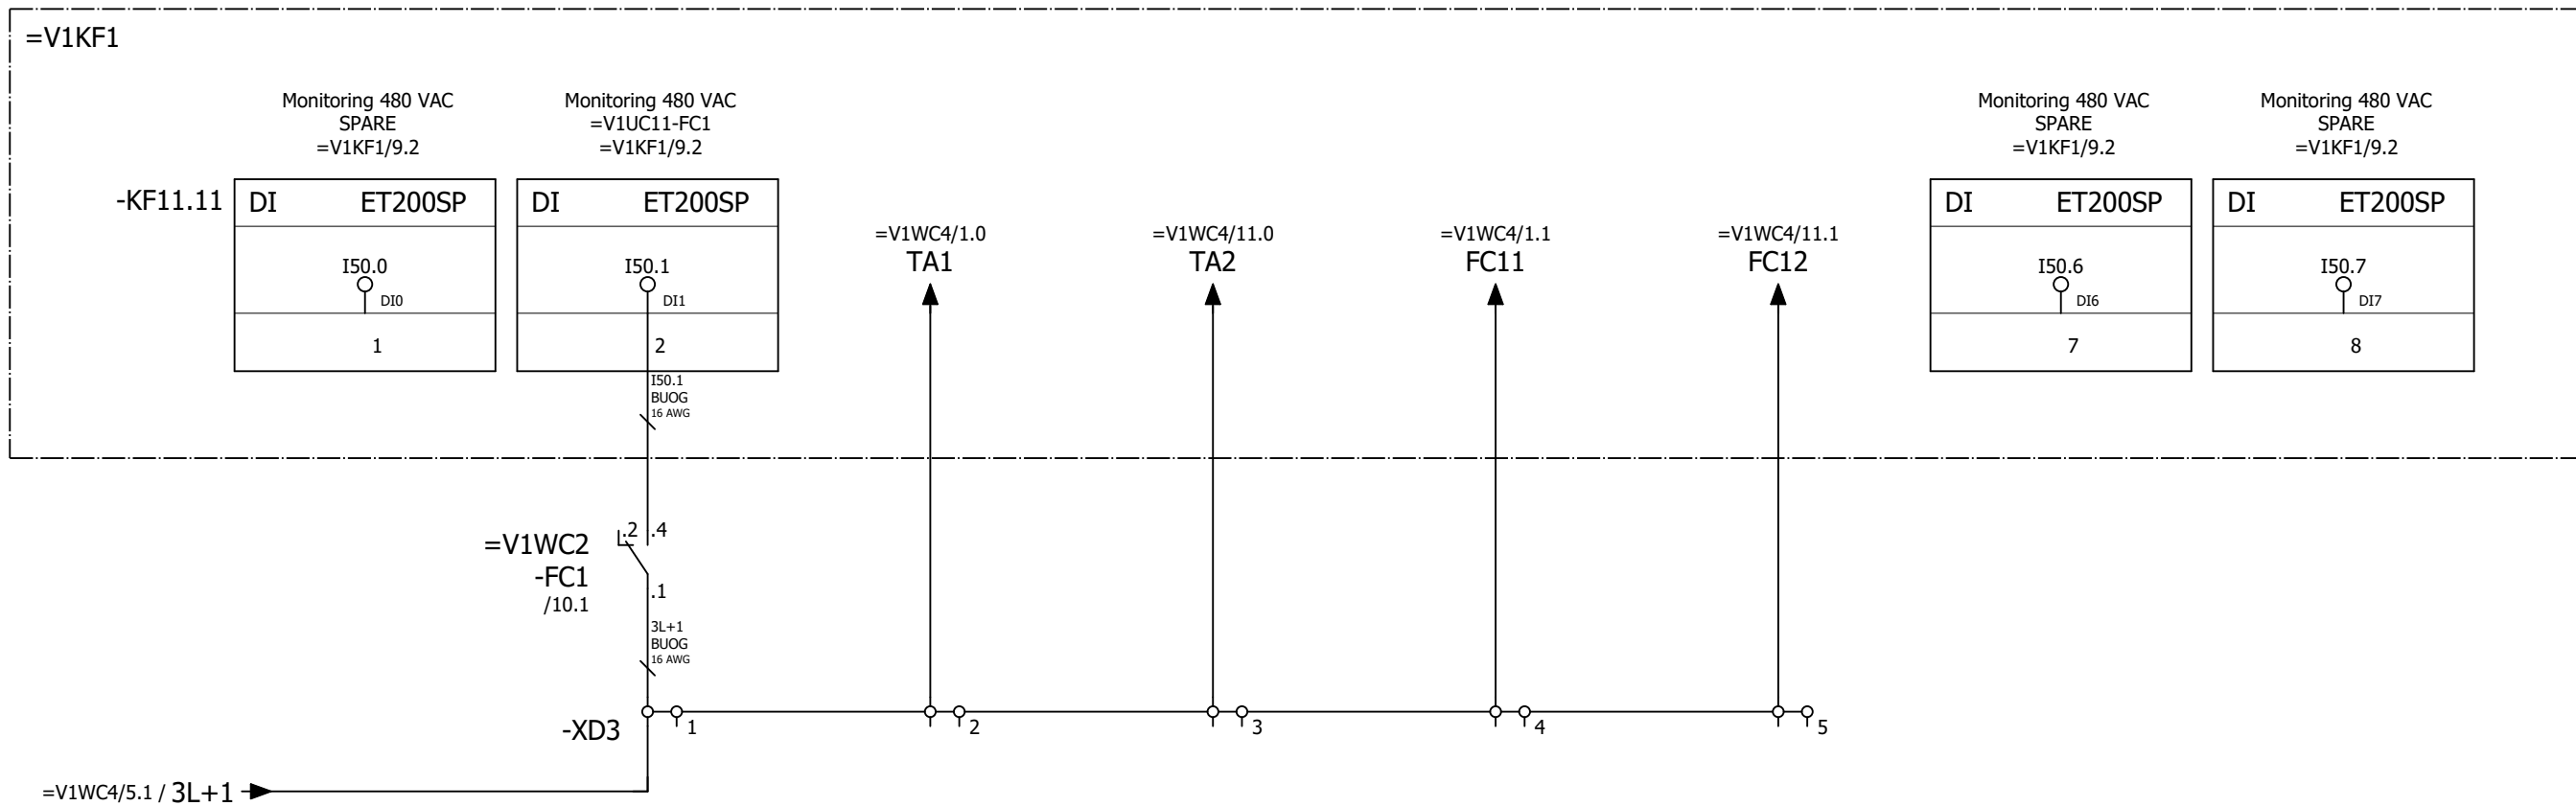 =V1KF1
Monitoring 480 VAC
SPARE
=V1KF1/9.2
Monitoring 480 VAC
=V1UC11-FC1
=V1KF1/9.2
Monitoring 480 VAC
SPARE
=V1KF1/9.2
Monitoring 480 VAC
SPARE
=V1KF1/9.2
-KF11.11
DI ET200SP
I50.0
DI0
1
DI ET200SP
I50.1
DI1
2
I50.1
BUOG
16 AWG
=V1WC4/1.0
TA1
=V1WC4/11.0
TA2
=V1WC4/1.1
FC11
=V1WC4/11.1
FC12
DI ET200SP
I50.6
DI6
7
DI ET200SP
I50.7
DI7
8
=V1WC2
-FC1
/10.1
.2 .4
.1
3L+1
BUOG
16 AWG
-XD3
1
2
3
4
5
=V1WC4/5.1 / 3L+1